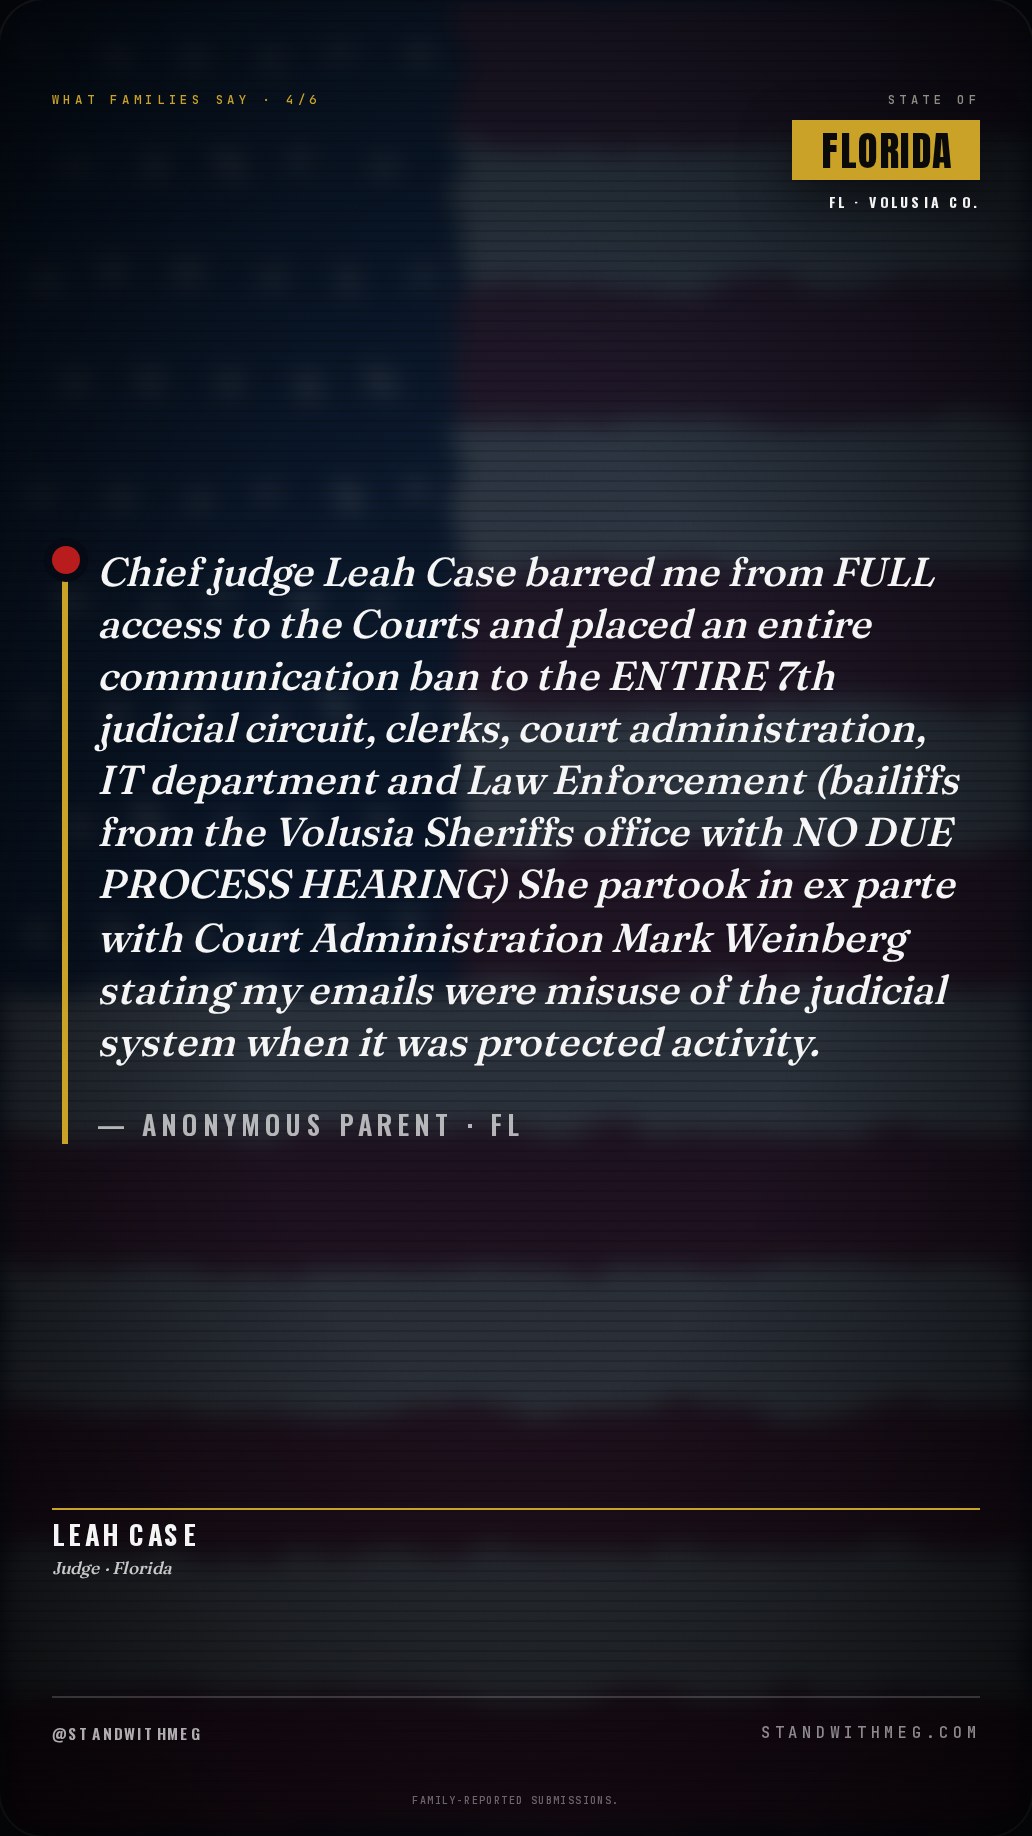 WHAT FAMILIES SAY · 4/6
STATE OF
FLORIDA
FL · VOLUSIA CO.
Chief judge Leah Case barred me from FULL
access to the Courts and placed an entire
communication ban to the ENTIRE 7th
judicial circuit, clerks, court administration,
IT department and Law Enforcement (bailiffs
from the Volusia Sheriffs office with NO DUE
PROCESS HEARING) She partook in ex parte
with Court Administration Mark Weinberg
stating my emails were misuse of the judicial
system when it was protected activity.
— ANONYMOUS PARENT · FL
LEAH CASE
Judge · Florida
@STANDWITHMEG
STANDWITHMEG.COM
FAMILY-REPORTED SUBMISSIONS.